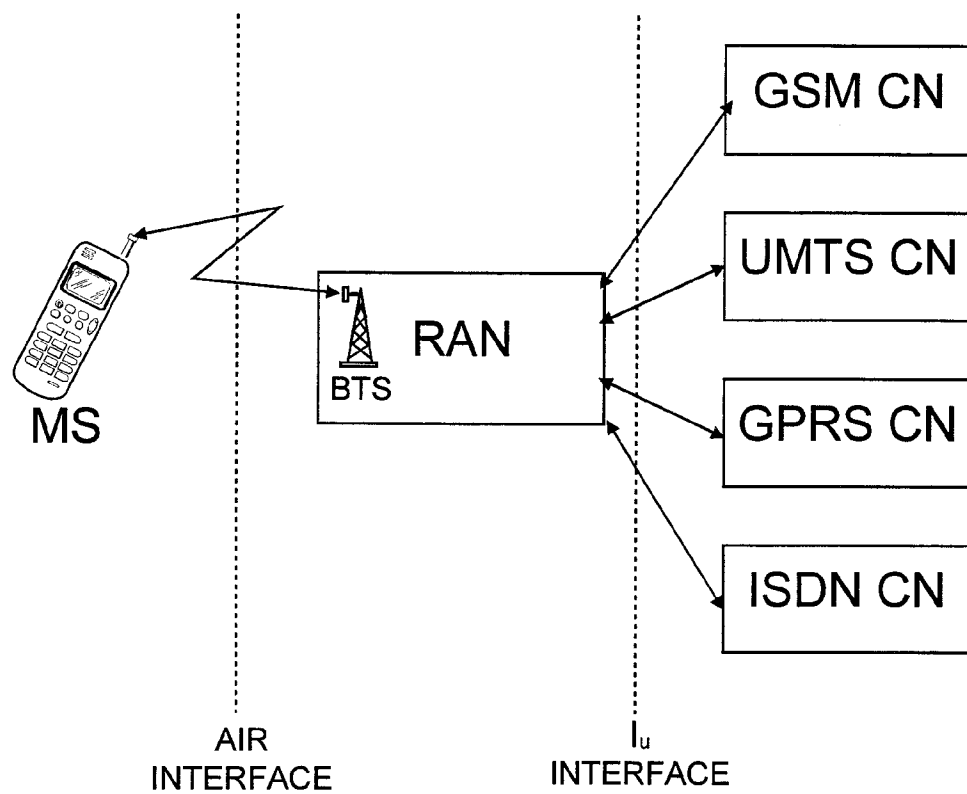 GSM CN
UMTS CN
RAN
BTS
MS
GPRS CN
ISDN CN
AIR
INTERFACE
Iu
INTERFACE